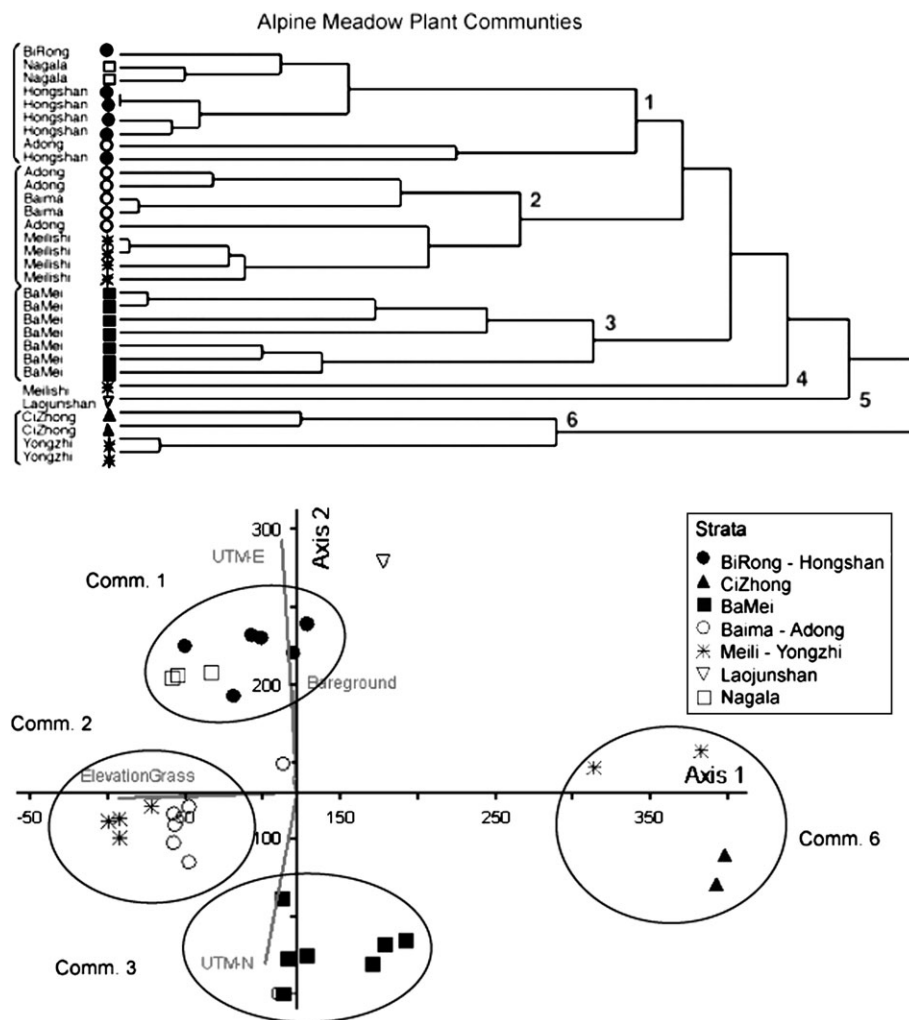 Alpine Meadow Plant Communties
BiRong
Nagala
Nagala
Hongshan
Hongshan
Hongshan
Hongshan
Adong
Hongshan
Adong
Adong
Baima
Baima
Adong
Meilishi
Meilishi
Meilishi
Meilishi
BaMei
BaMei
BaMei
BaMei
BaMei
BaMei
BaMei
Meilishi
Laojunshan
CiZhong
CiZhong
Yongzhi
Yongzhi
1
2
3
4
5
6
300
Axis 2
UTM-E
Comm. 1
200
Bareground
Comm. 2
ElevationGrass
Axis 1
-50
50
150
250
350
100
Comm. 6
UTM-N
Comm. 3
Strata
BiRong - Hongshan
CiZhong
BaMei
Baima - Adong
Meili - Yongzhi
Laojunshan
Nagala